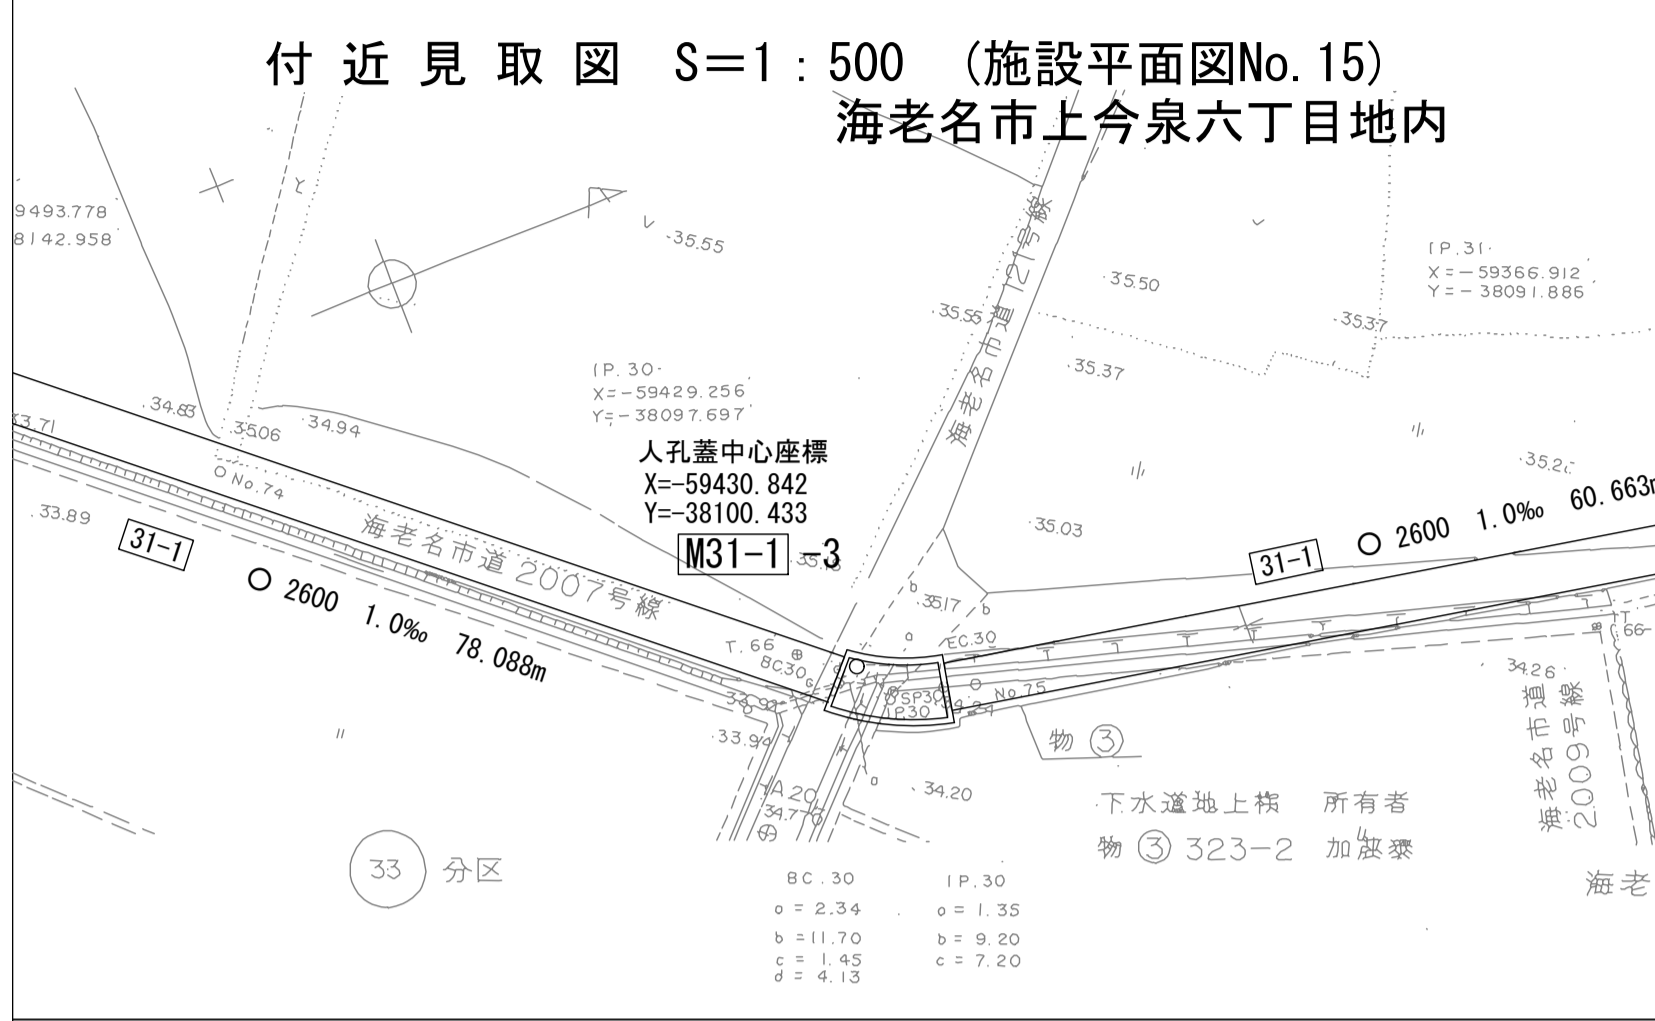 付近見取図 S=1:500 (施設平面図No.15)
海老名市上今泉六丁目地内
9493.778
8142.958
-35.55
海老名市道121号線
.35.50
IP.31
X=-59366.912
Y=-38091.886
.35.55
.35.37
.35.37
IP.30
X=-59429.256
Y=-38097.697
人孔蓋中心座標
X=-59430.842
Y=-38100.433
M31-1 -3
33.71
.34.83
.35.06
.34.94
No.74
.33.89
31-1
海老名市道2007号線
○ 2600 1.0‰ 78.088m
.35.03
31-1
○ 2600 1.0‰ 60.663m
.35.17
EC.30
T.66
BC30
SP30
IP.30
No.75
33.94
66-
34.26
海老名市道
2009号線
物 ③
.34.20
A20
下水道地上権 所有者
物 ③ 323-2
33 分区
海老
BC.30 IP.30
a=2.34 a=1.35
b=11.70 b=9.20
c=1.45 c=7.20
d=4.13